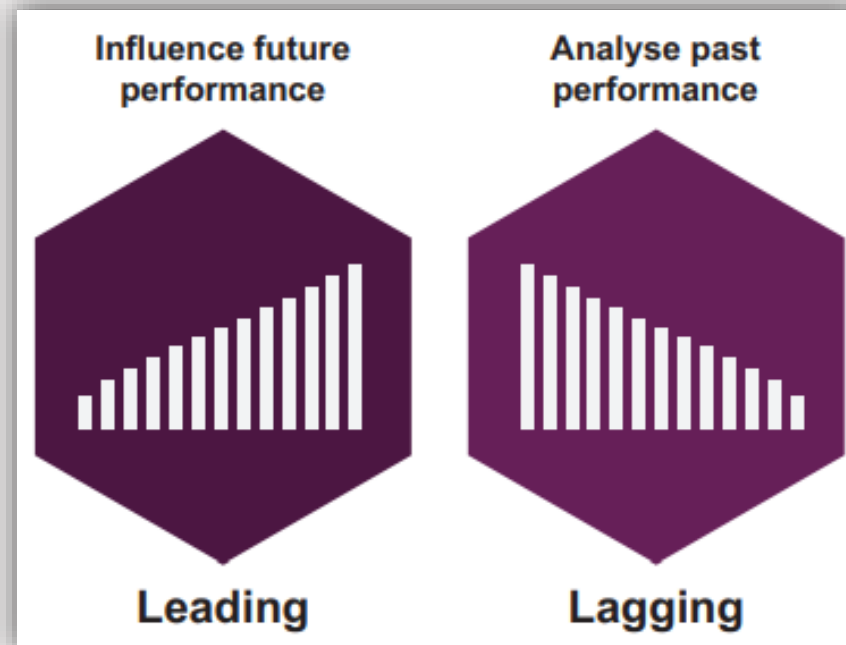 Influence future
performance
Analyse past
performance
Leading
Lagging